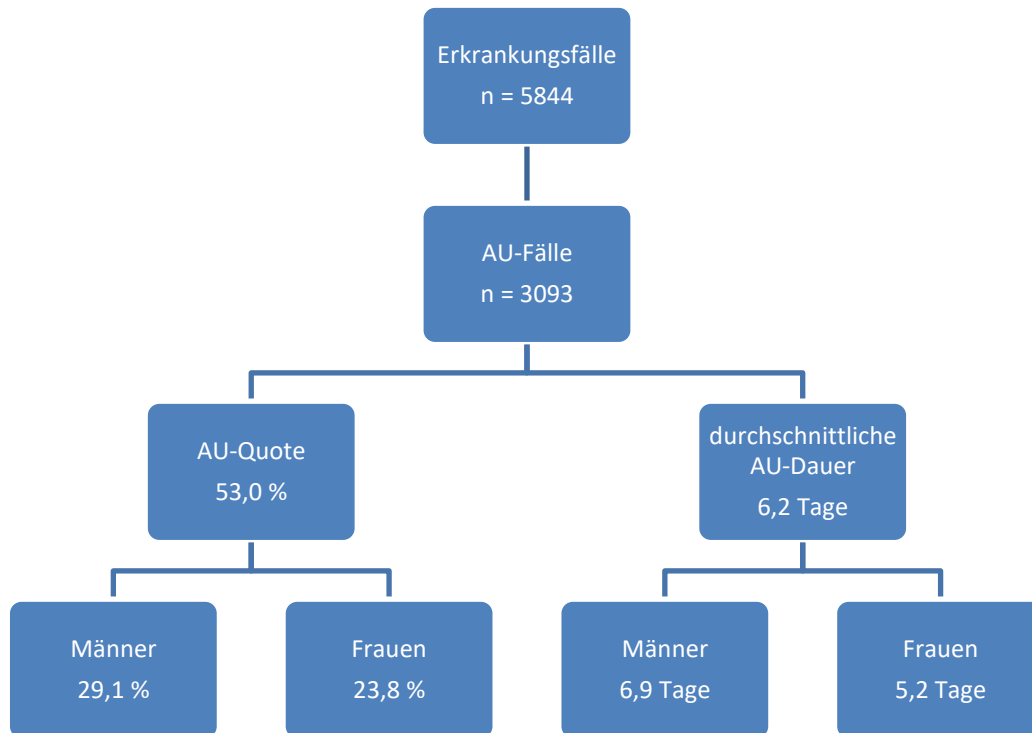 Erkrankungsfälle
n = 5844
AU-Fälle
n = 3093
AU-Quote
53,0 %
durchschnittliche
AU-Dauer
6,2 Tage
Männer
29,1 %
Frauen
23,8 %
Männer
6,9 Tage
Frauen
5,2 Tage